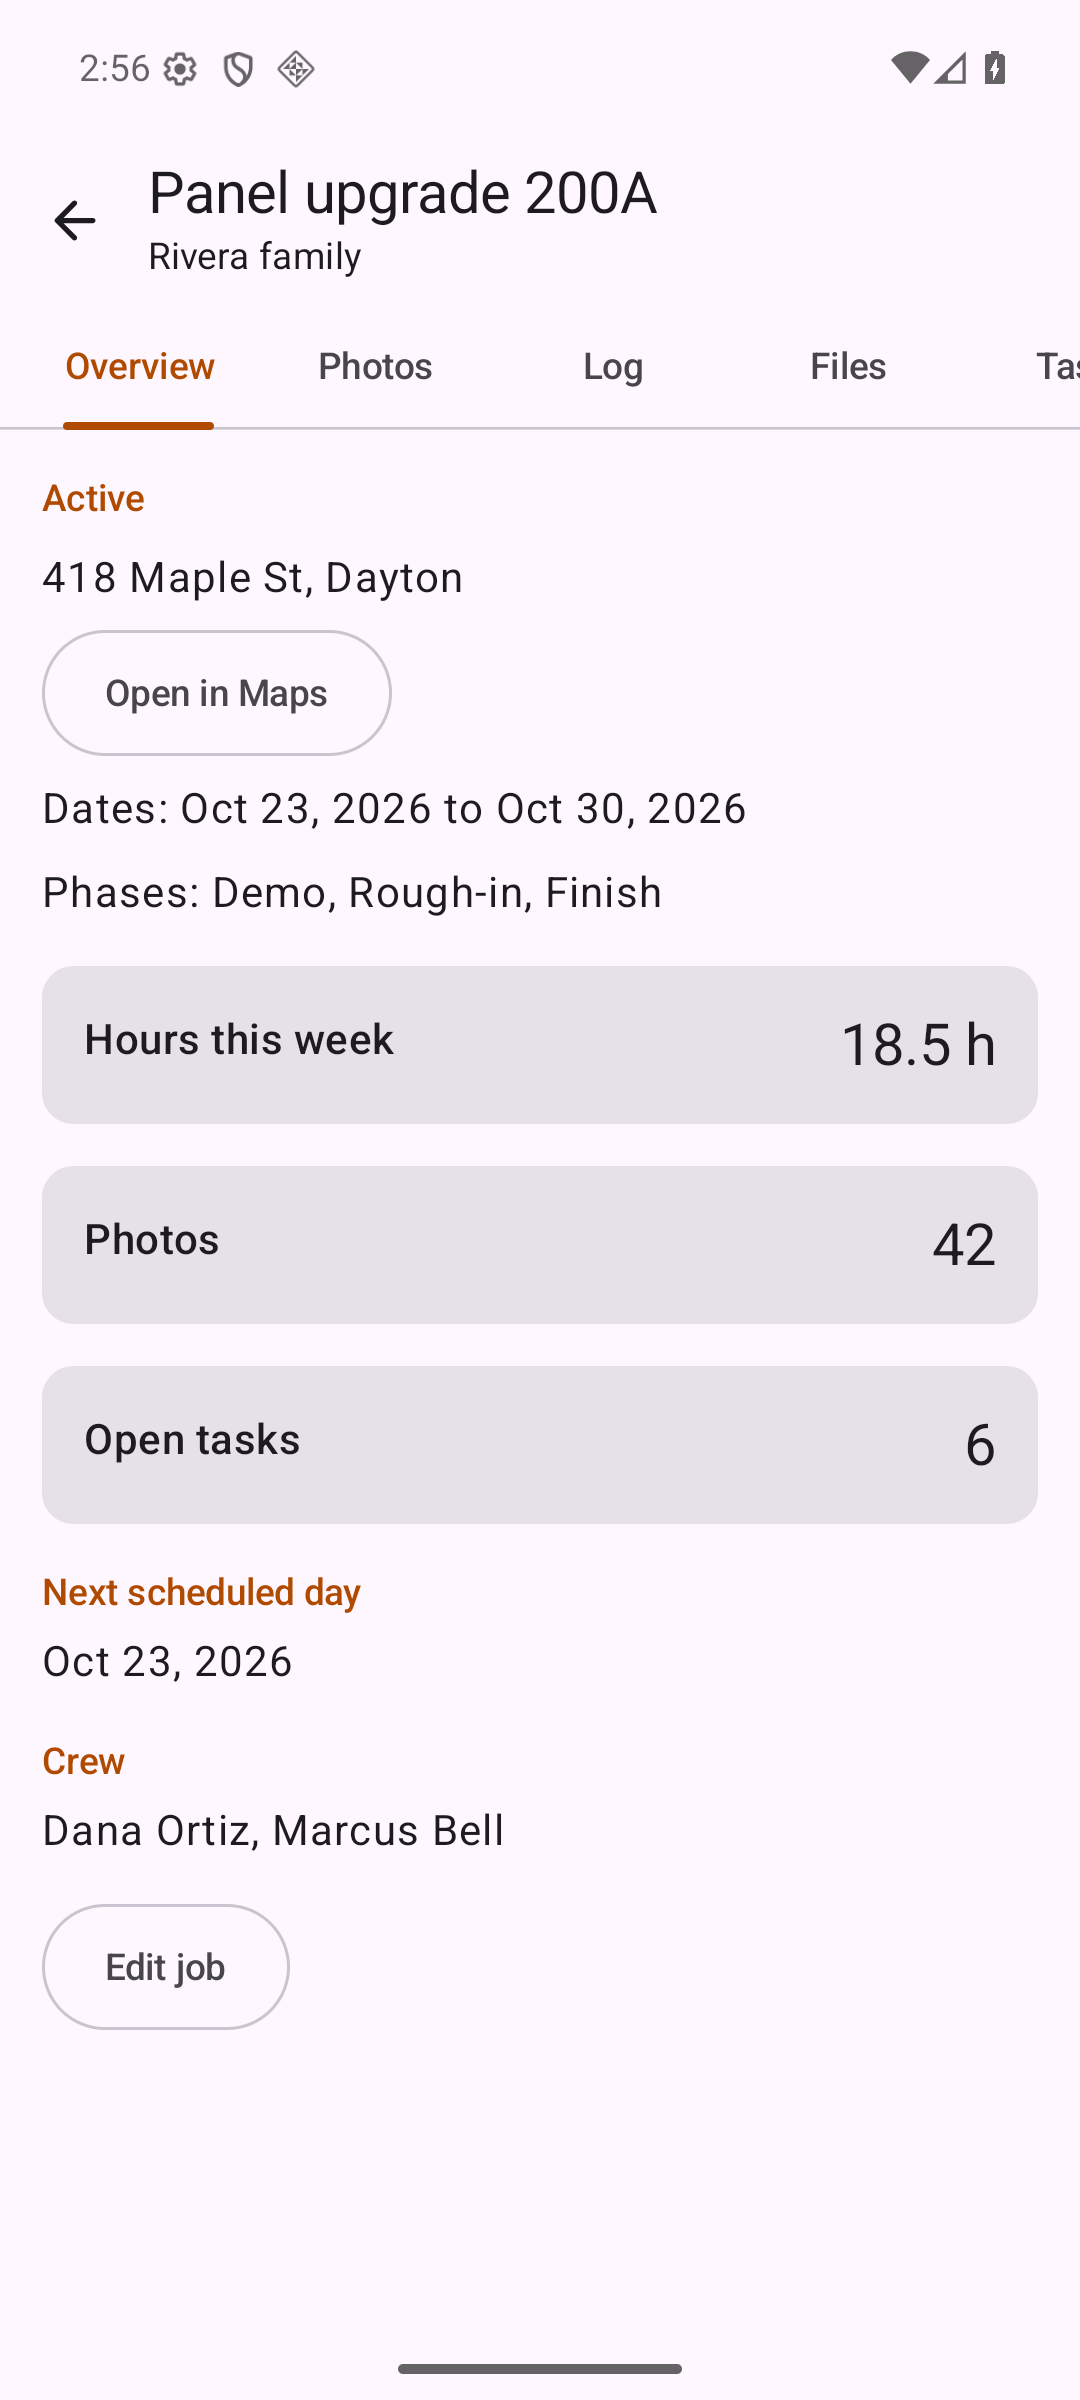 2:56
Panel upgrade 200A
Rivera family
Overview Photos Log Files Tas
Active
418 Maple St, Dayton
Open in Maps
Dates: Oct 23, 2026 to Oct 30, 2026
Phases: Demo, Rough-in, Finish
Hours this week 18.5 h
Photos 42
Open tasks 6
Next scheduled day
Oct 23, 2026
Crew
Dana Ortiz, Marcus Bell
Edit job